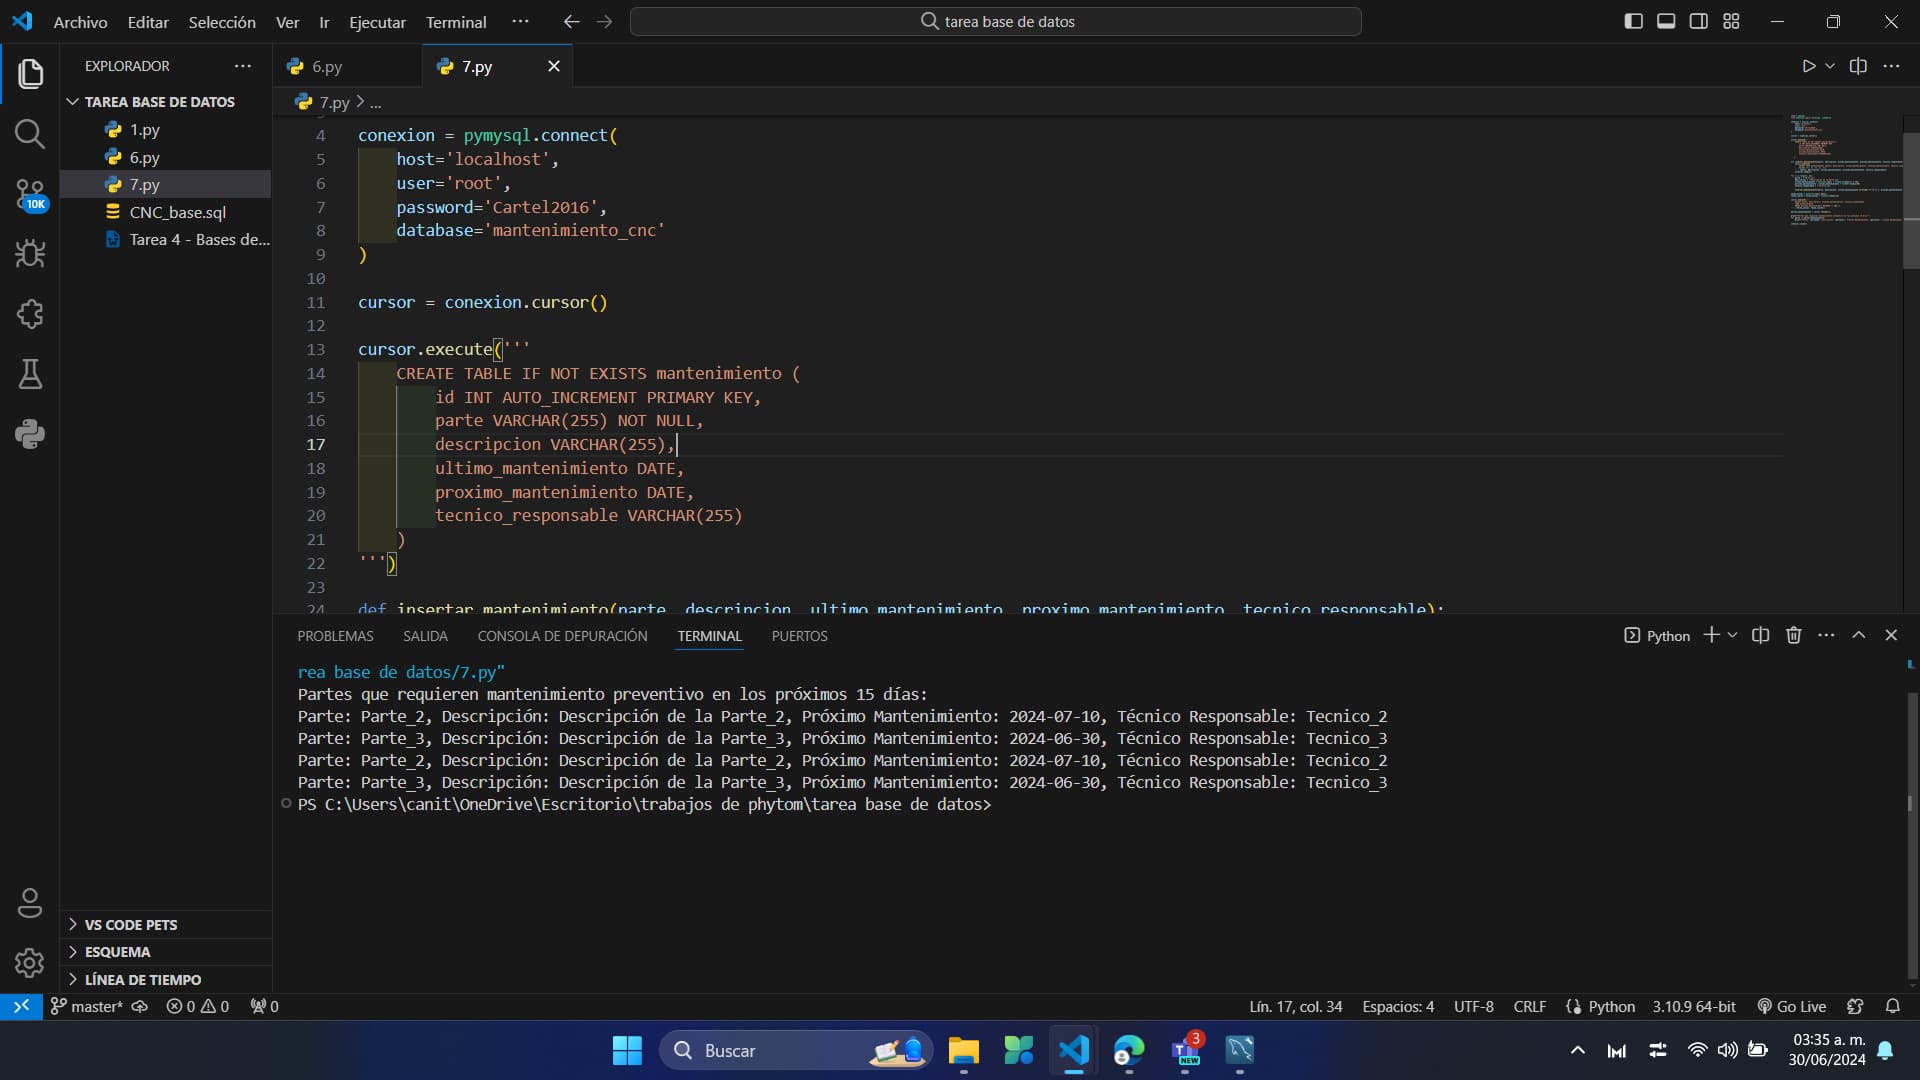 Archivo Editar Selección Ver Ir Ejecutar Terminal ··· tarea base de datos
EXPLORADOR ···
TAREA BASE DE DATOS
1.py
6.py
7.py
CNC_base.sql
Tarea 4 - Bases de...
10K
VS CODE PETS
ESQUEMA
LÍNEA DE TIEMPO
6.py 7.py
7.py > ...
4 conexion = pymysql.connect(
5 host='localhost',
6 user='root',
7 password='Cartel2016',
8 database='mantenimiento_cnc'
9 )
10
11 cursor = conexion.cursor()
12
13 cursor.execute('''
14 CREATE TABLE IF NOT EXISTS mantenimiento (
15 id INT AUTO_INCREMENT PRIMARY KEY,
16 parte VARCHAR(255) NOT NULL,
17 descripcion VARCHAR(255),
18 ultimo_mantenimiento DATE,
19 proximo_mantenimiento DATE,
20 tecnico_responsable VARCHAR(255)
21 )
22 ''')
23
24 def insertar_mantenimiento(parte, descripcion, ultimo_mantenimiento, proximo_mantenimiento, tecnico_responsable):
PROBLEMAS SALIDA CONSOLA DE DEPURACIÓN TERMINAL PUERTOS Python
rea base de datos/7.py"
Partes que requieren mantenimiento preventivo en los próximos 15 días:
Parte: Parte_2, Descripción: Descripción de la Parte_2, Próximo Mantenimiento: 2024-07-10, Técnico Responsable: Tecnico_2
Parte: Parte_3, Descripción: Descripción de la Parte_3, Próximo Mantenimiento: 2024-06-30, Técnico Responsable: Tecnico_3
Parte: Parte_2, Descripción: Descripción de la Parte_2, Próximo Mantenimiento: 2024-07-10, Técnico Responsable: Tecnico_2
Parte: Parte_3, Descripción: Descripción de la Parte_3, Próximo Mantenimiento: 2024-06-30, Técnico Responsable: Tecnico_3
PS C:\Users\canit\OneDrive\Escritorio\trabajos de phytom\tarea base de datos>
master* 0 0 0 Lín. 17, col. 34 Espacios: 4 UTF-8 CRLF Python 3.10.9 64-bit Go Live
Buscar 3 NEW 03:35 a. m.
30/06/2024